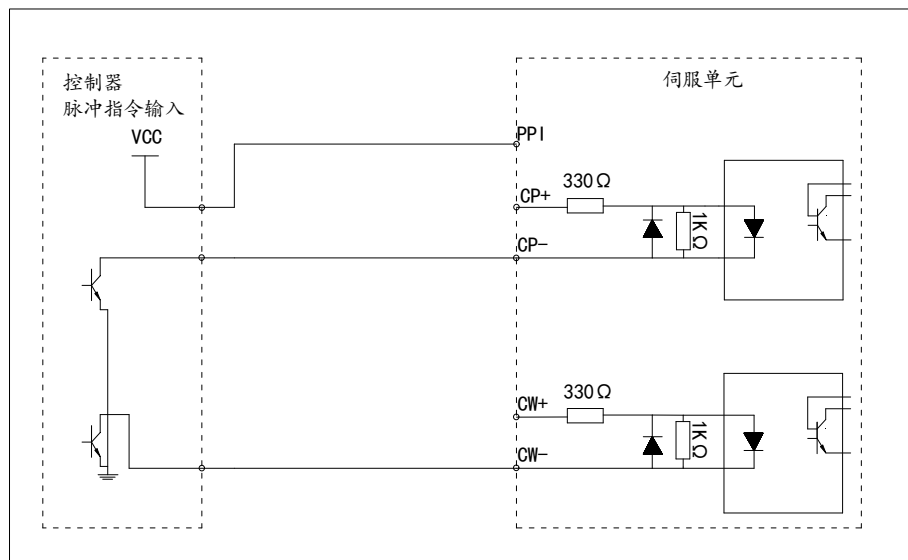 控制器
脉冲指令输入
VCC
伺服单元
PPI
CP+
330Ω
1KΩ
CP-
CW+
330Ω
1KΩ
CW-